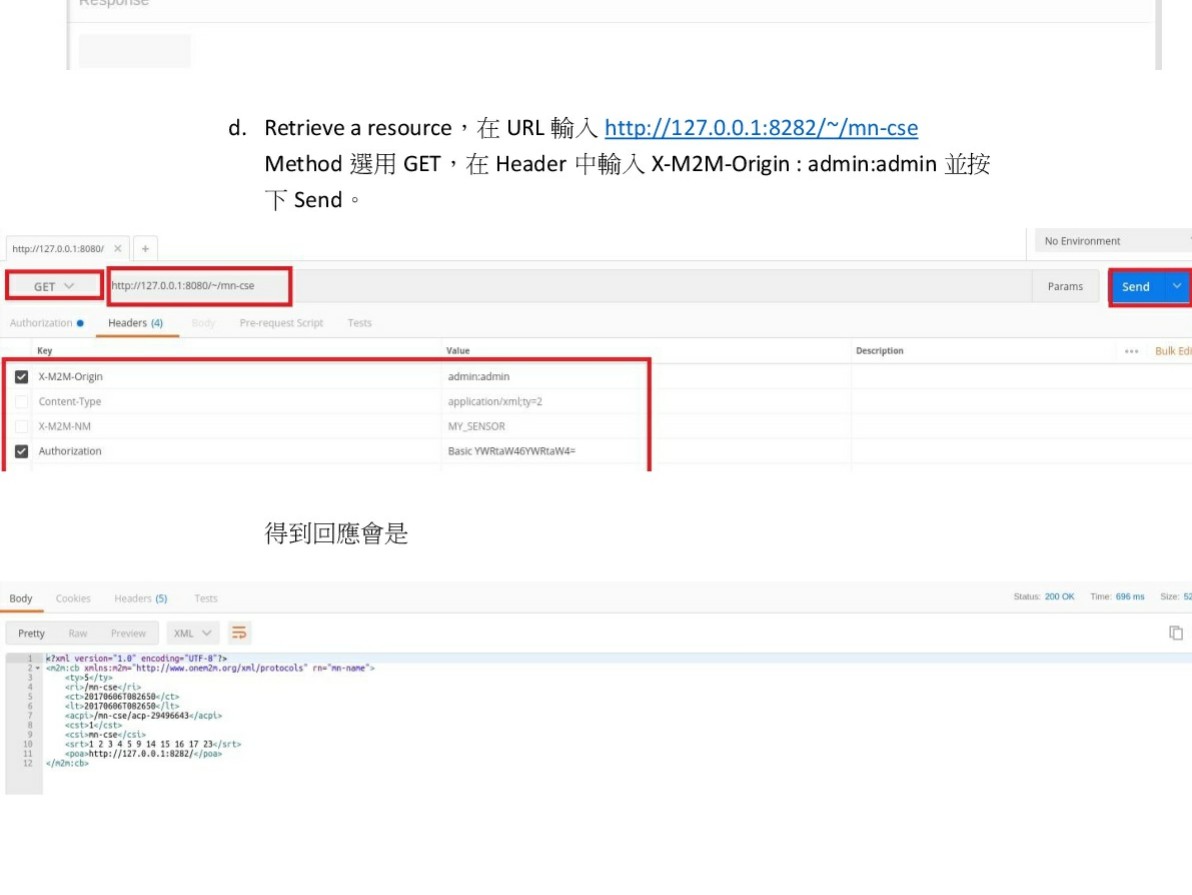 Response
d. Retrieve a resource，在 URL 輸入 http://127.0.0.1:8282/~/mn-cse
Method 選用 GET，在 Header 中輸入 X-M2M-Origin : admin:admin 並按
下 Send。
http://127.0.0.1:8080/ × + No Environment
GET http://127.0.0.1:8080/~/mn-cse Params Send
Authorization Headers (4) Body Pre-request Script Tests
Key Value Description ••• Bulk Edi
X-M2M-Origin admin:admin
Content-Type application/xml;ty=2
X-M2M-NM MY_SENSOR
Authorization Basic YWRtaW46YWRtaW4=
得到回應會是
Body Cookies Headers (5) Tests Status: 200 OK Time: 696 ms Size: 52
Pretty Raw Preview XML
1 <?xml version="1.0" encoding="UTF-8"?>
2 <m2m:cb xmlns:m2m="http://www.onem2m.org/xml/protocols" rn="mn-name">
3 <ty>5</ty>
4 <ri>/mn-cse</ri>
5 <ct>20170606T082650</ct>
6 <lt>20170606T082650</lt>
7 <acpi>/mn-cse/acp-29496643</acpi>
8 <cst>1</cst>
9 <csi>mn-cse</csi>
10 <srt>1 2 3 4 5 9 14 15 16 17 23</srt>
11 <poa>http://127.0.0.1:8282/</poa>
12 </m2m:cb>